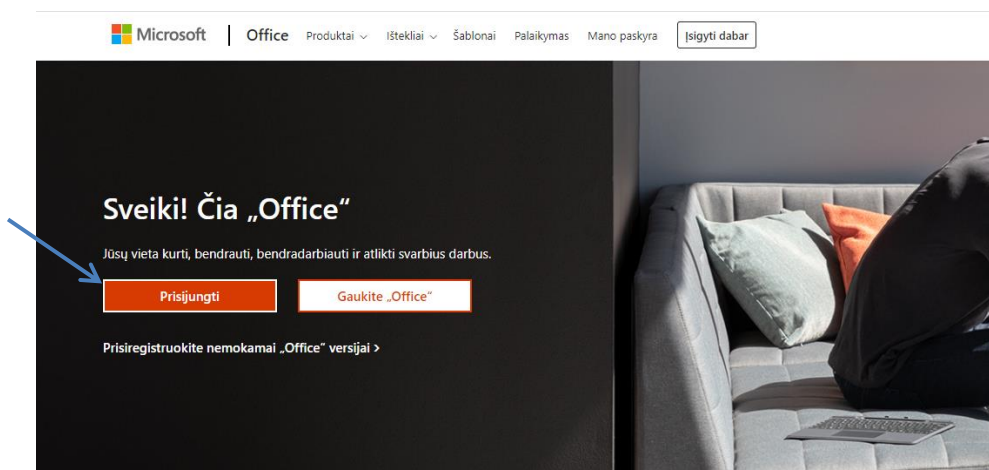 Microsoft | Office Produktai Ištekliai Šablonai Palaikymas Mano paskyra Įsigyti dabar
Sveiki! Čia „Office“
Jūsų vieta kurti, bendrauti, bendradarbiauti ir atlikti svarbius darbus.
Prisijungti Gaukite „Office“
Prisiregistruokite nemokamai „Office“ versijai >